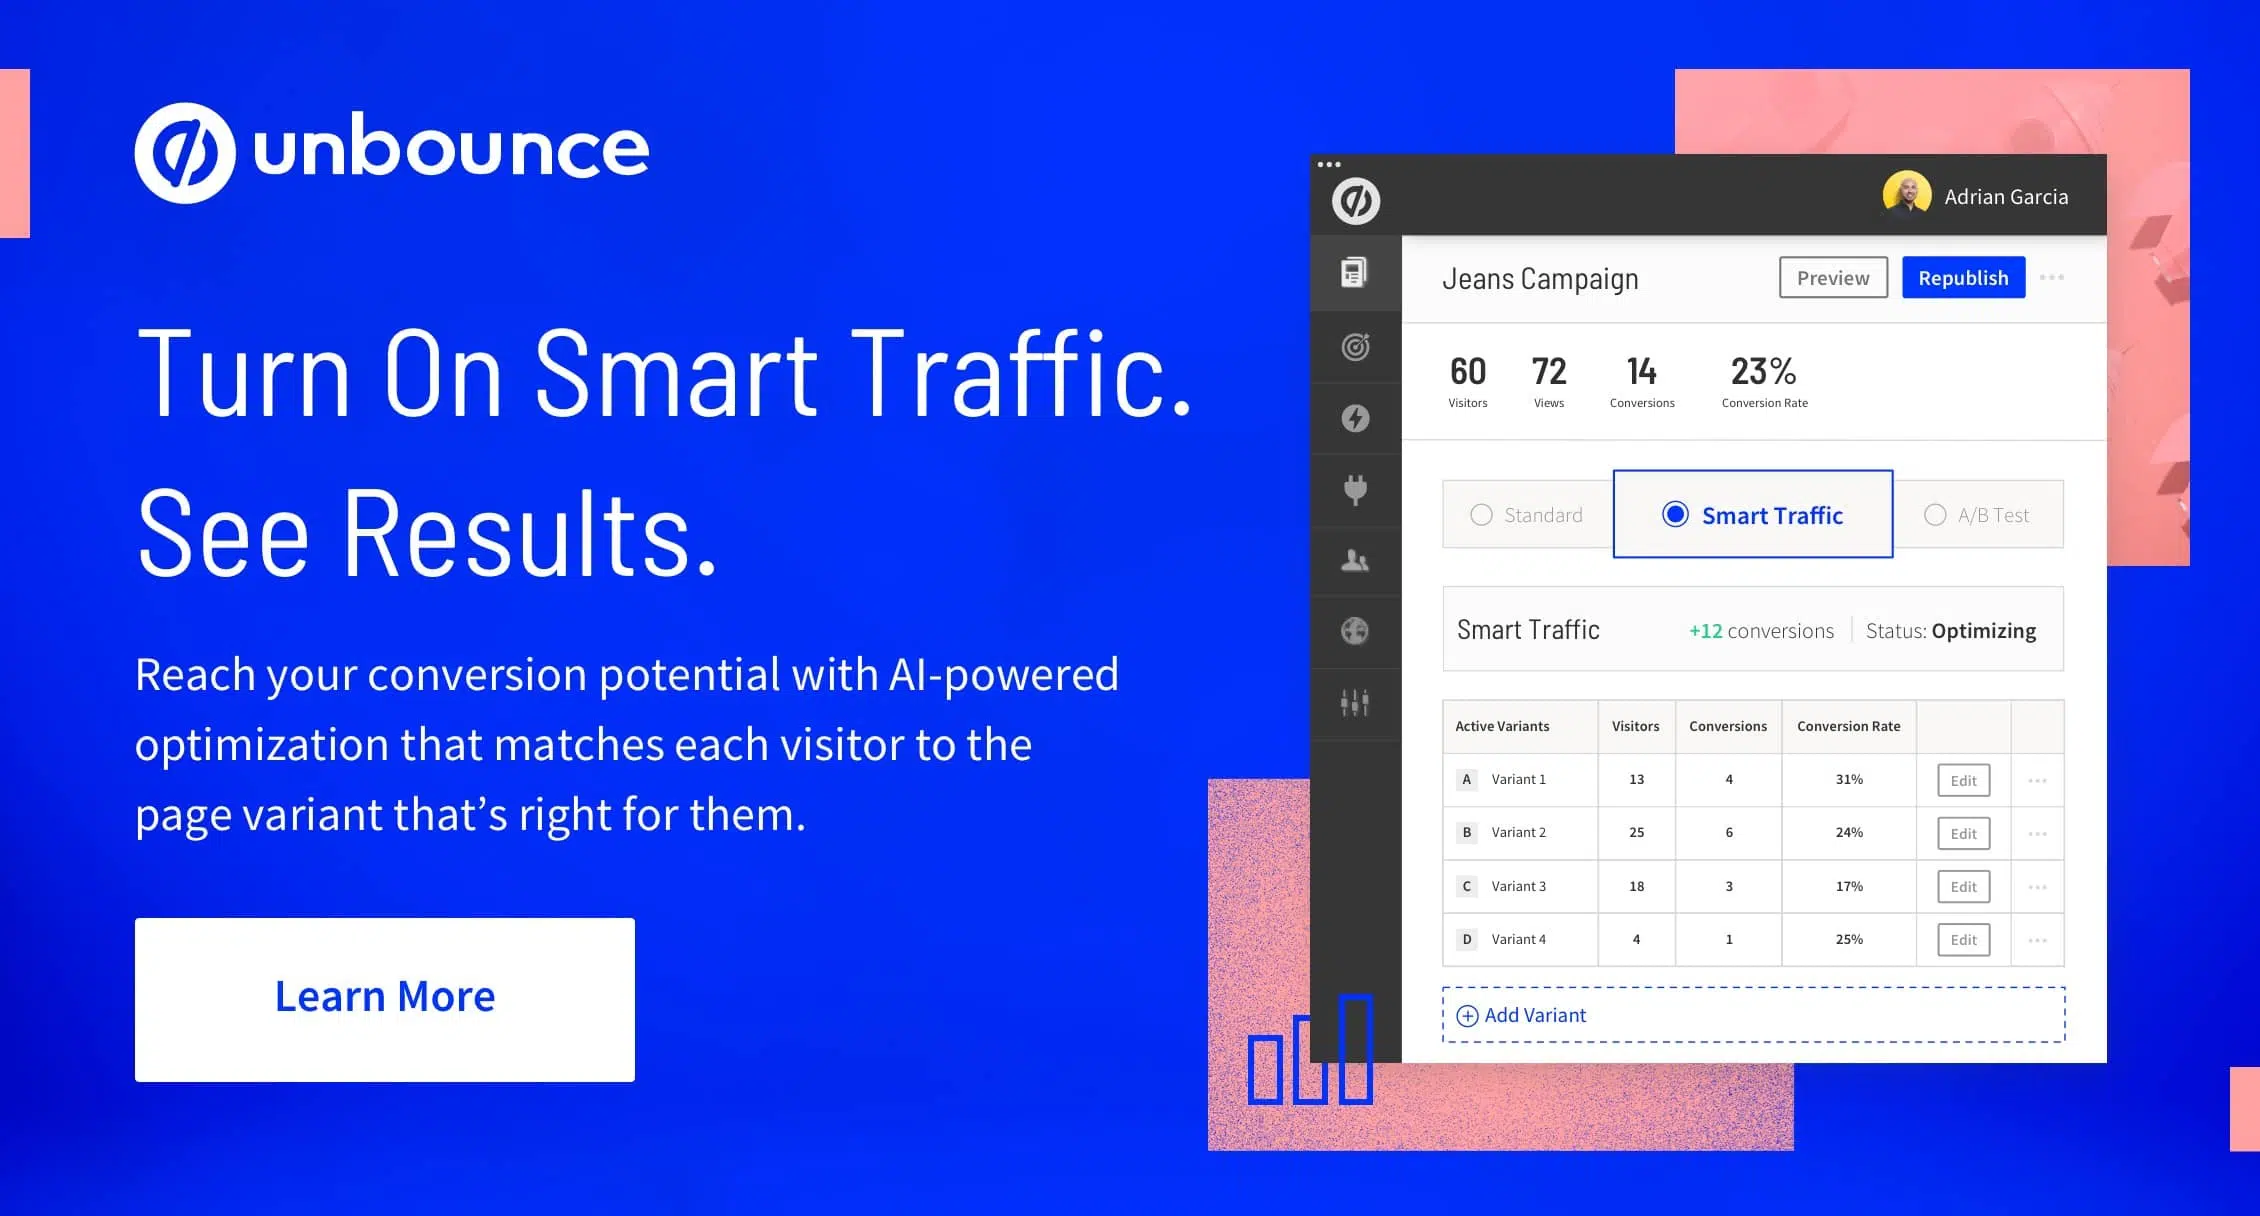 unbounce
Turn On Smart Traffic.
See Results.
Reach your conversion potential with AI-powered
optimization that matches each visitor to the
page variant that’s right for them.
Learn More
Adrian Garcia
Jeans Campaign
Preview
Republish
60 72 14 23%
Visitors Views Conversions Conversion Rate
Standard Smart Traffic A/B Test
Smart Traffic +12 conversions Status: Optimizing
Active Variants Visitors Conversions Conversion Rate
A Variant 1 13 4 31% Edit
B Variant 2 25 6 24% Edit
C Variant 3 18 3 17% Edit
D Variant 4 4 1 25% Edit
Add Variant